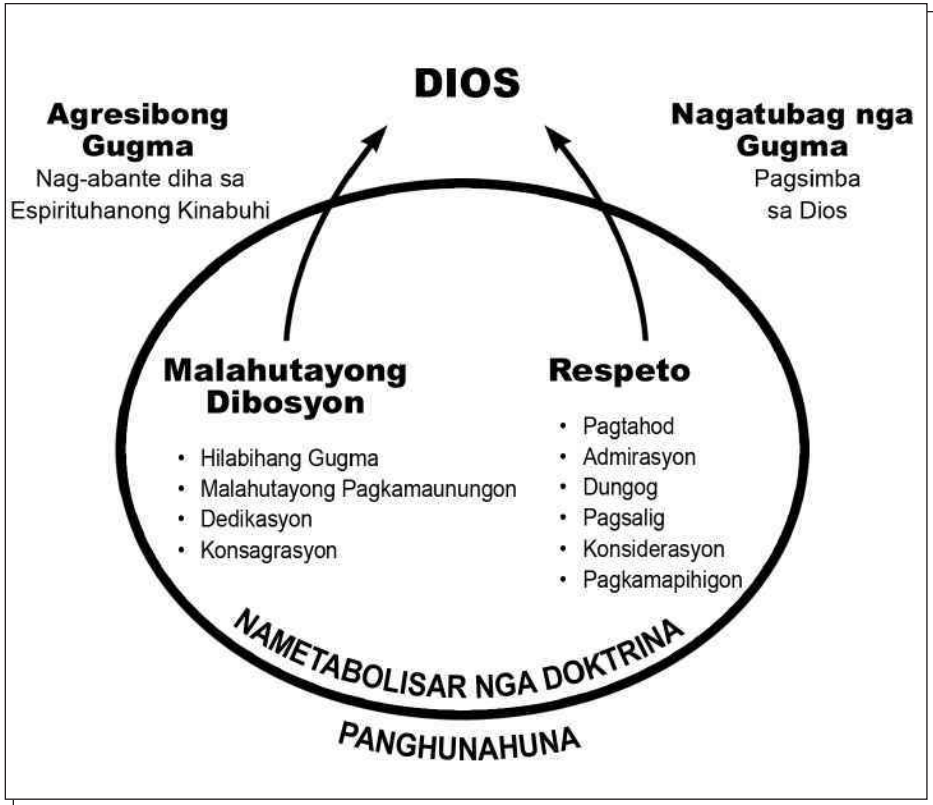 DIOS
Agresibong
Gugma
Nag-abante diha sa
Espirituhanong Kinabuhi
Nagatubag nga
Gugma
Pagsimba
sa Dios
Malahutayong
Dibosyon
• Hilabihang Gugma
• Malahutayong Pagkamaunungon
• Dedikasyon
• Konsagrasyon
Respeto
• Pagtahod
• Admirasyon
• Dungog
• Pagsalig
• Konsiderasyon
• Pagkamapihigon
NAMETABOLISAR NGA DOKTRINA
PANGHUNAHUNA